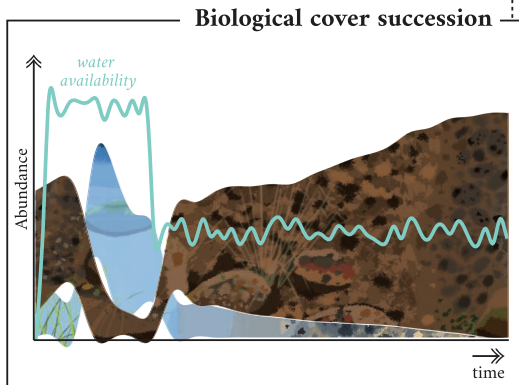 Biological cover succession
water
availability
Abundance
time